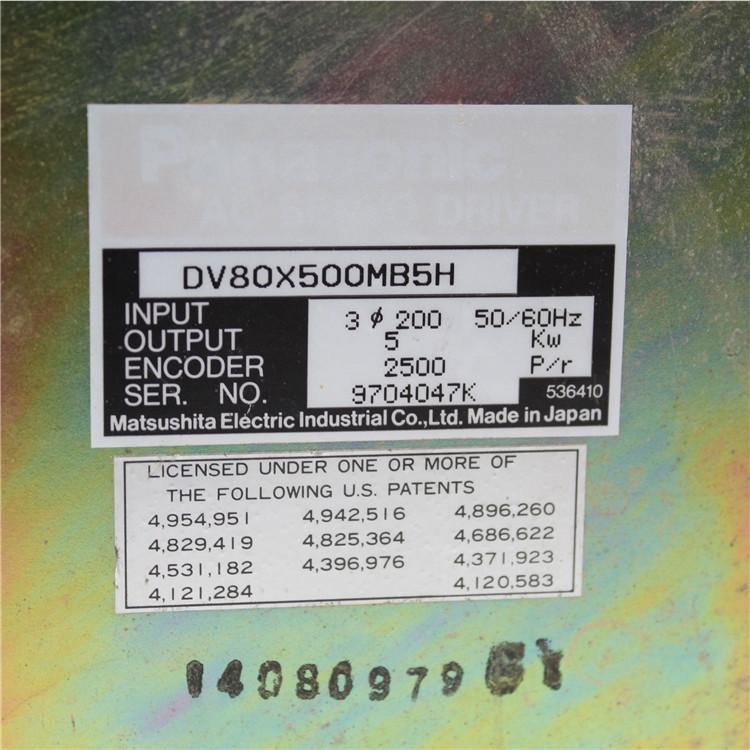 Panasonic
AC SERVO DRIVER
DV80X500MB5H
INPUT 3 ϕ 200 50/60Hz
OUTPUT 5 Kw
ENCODER 2500 P/r
SER. NO. 9704047K 536410
Matsushita Electric Industrial Co.,Ltd. Made in Japan
LICENSED UNDER ONE OR MORE OF
THE FOLLOWING U.S. PATENTS
4,954,951 4,942,516 4,896,260
4,829,419 4,825,364 4,686,622
4,531,182 4,396,976 4,371,923
4,121,284 4,120,583
14080979